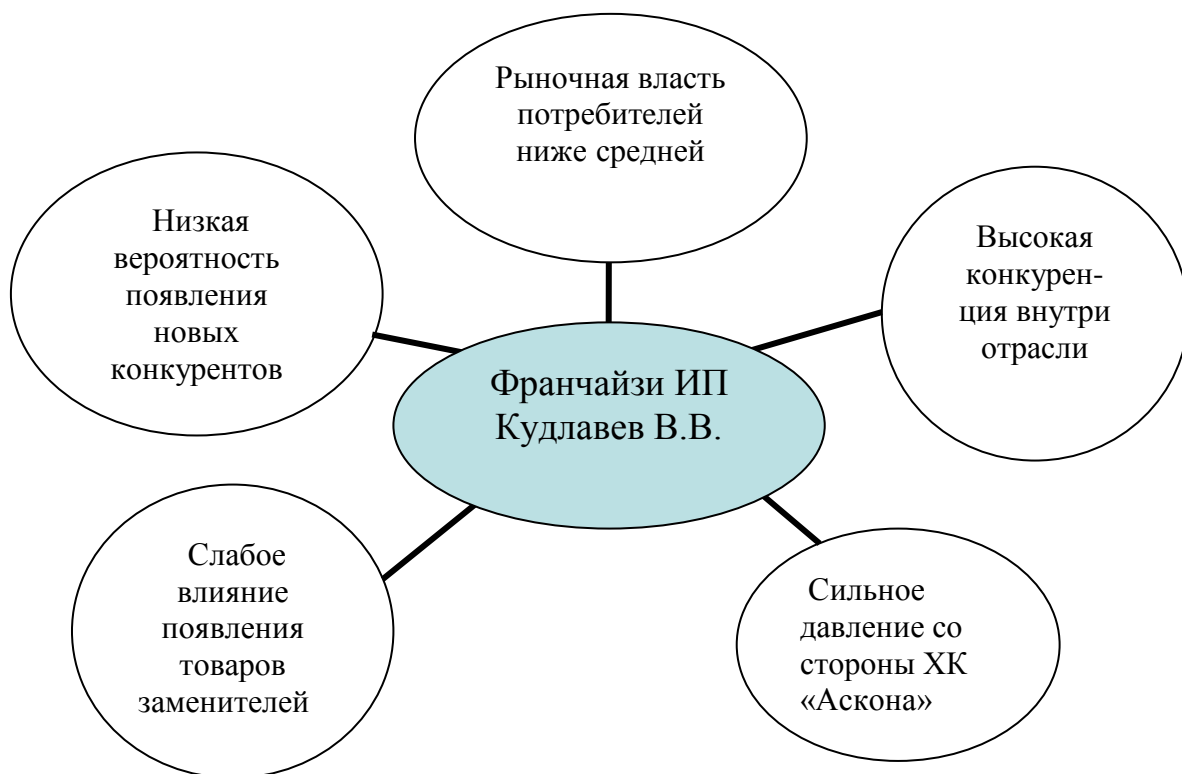 Рыночная власть
потребителей
ниже средней
Низкая
вероятность
появления
новых
конкурентов
Высокая
конкурен-
ция внутри
отрасли
Франчайзи ИП
Кудлавев В.В.
Слабое
влияние
появления
товаров
заменителей
Сильное
давление со
стороны ХК
«Аскона»